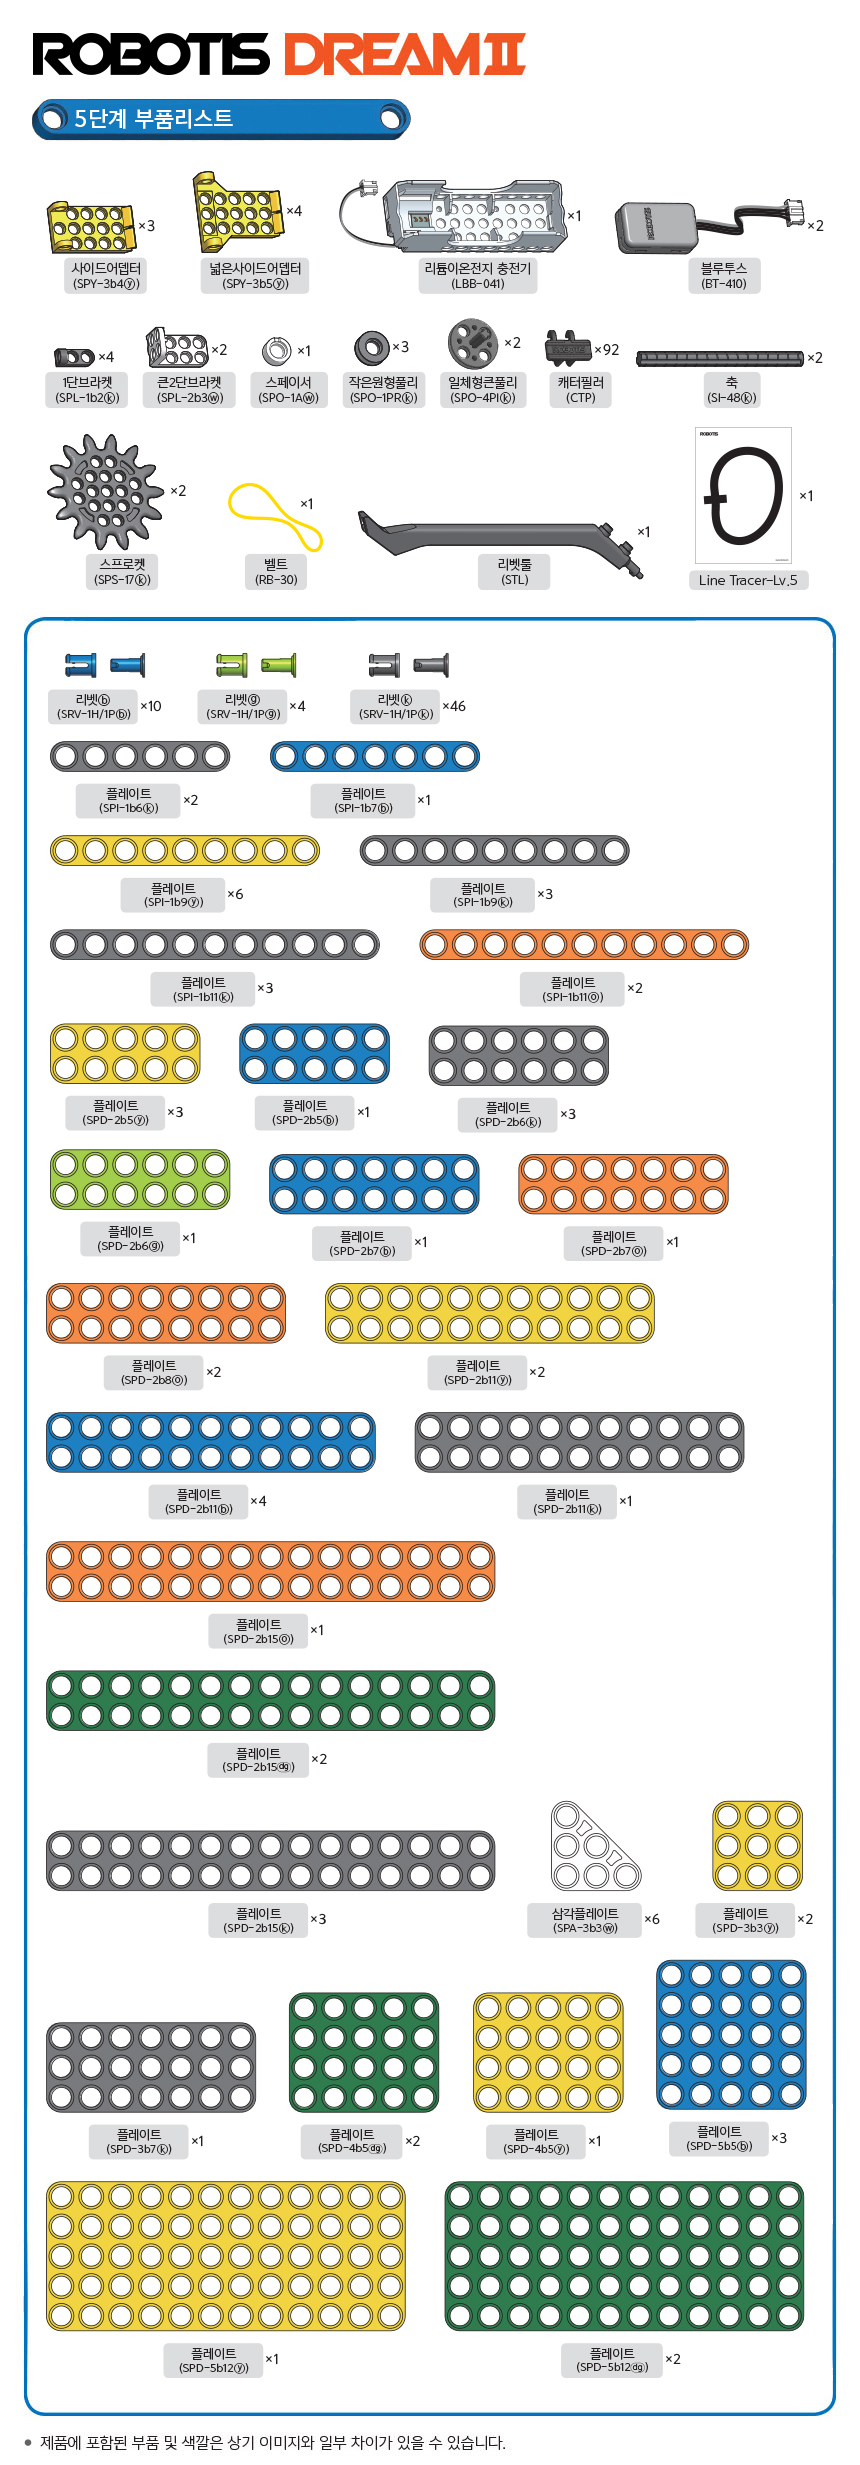 ROBOTIS DREAM II
5단계 부품리스트
×3
사이드어댑터
(SPY-3b4ⓨ)
×4
넓은사이드어댑터
(SPY-3b5ⓨ)
×1
리튬이온전지 충전기
(LBB-041)
×2
블루투스
(BT-410)
×4
1단브라켓
(SPL-1b2ⓚ)
×2
큰2단브라켓
(SPL-2b3ⓦ)
×1
스페이서
(SPO-1Aⓦ)
×3
작은원형풀리
(SPO-1PRⓚ)
×2
일체형큰풀리
(SPO-4PIⓚ)
×92
캐터필러
(CTP)
×2
축
(SI-48ⓚ)
×2
스프로켓
(SPS-17ⓚ)
×1
벨트
(RB-30)
×1
리벳툴
(STL)
ROBOTIS
×1
Line Tracer-Lv.5
리벳ⓑ
(SRV-1H/1Pⓑ)
×10
리벳ⓖ
(SRV-1H/1Pⓖ)
×4
리벳ⓚ
(SRV-1H/1Pⓚ)
×46
플레이트
(SPI-1b6ⓚ)
×2
플레이트
(SPI-1b7ⓑ)
×1
플레이트
(SPI-1b9ⓨ)
×6
플레이트
(SPI-1b9ⓚ)
×3
플레이트
(SPI-1b11ⓚ)
×3
플레이트
(SPI-1b11ⓞ)
×2
플레이트
(SPD-2b5ⓨ)
×3
플레이트
(SPD-2b5ⓑ)
×1
플레이트
(SPD-2b6ⓚ)
×3
플레이트
(SPD-2b6ⓖ)
×1
플레이트
(SPD-2b7ⓑ)
×1
플레이트
(SPD-2b7ⓞ)
×1
플레이트
(SPD-2b8ⓞ)
×2
플레이트
(SPD-2b11ⓨ)
×2
플레이트
(SPD-2b11ⓑ)
×4
플레이트
(SPD-2b11ⓚ)
×1
플레이트
(SPD-2b15ⓞ)
×1
플레이트
(SPD-2b15dg)
×2
플레이트
(SPD-2b15ⓚ)
×3
삼각플레이트
(SPA-3b3ⓦ)
×6
플레이트
(SPD-3b3ⓨ)
×2
플레이트
(SPD-3b7ⓚ)
×1
플레이트
(SPD-4b5dg)
×2
플레이트
(SPD-4b5ⓨ)
×1
플레이트
(SPD-5b5ⓑ)
×3
플레이트
(SPD-5b12ⓨ)
×1
플레이트
(SPD-5b12dg)
×2
● 제품에 포함된 부품 및 색깔은 상기 이미지와 일부 차이가 있을 수 있습니다.